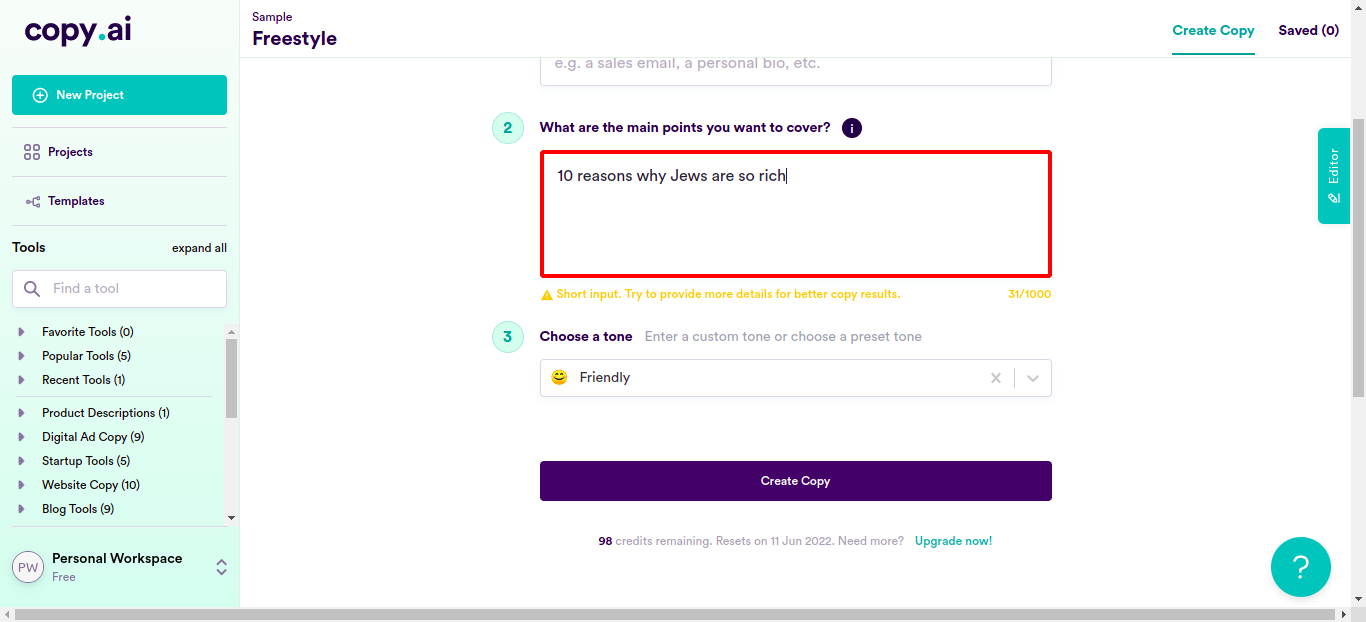 copy.ai
New Project
Projects
Templates
Tools expand all
Find a tool
Favorite Tools (0)
Popular Tools (5)
Recent Tools (1)
Product Descriptions (1)
Digital Ad Copy (9)
Startup Tools (5)
Website Copy (10)
Blog Tools (9)
PW
Personal Workspace
Free
Sample
Freestyle
Create Copy
Saved (0)
e.g. a sales email, a personal bio, etc.
2 What are the main points you want to cover? i
10 reasons why Jews are so rich
Short input. Try to provide more details for better copy results. 31/1000
3 Choose a tone Enter a custom tone or choose a preset tone
Friendly
Create Copy
98 credits remaining. Resets on 11 Jun 2022. Need more? Upgrade now!
Editor
?